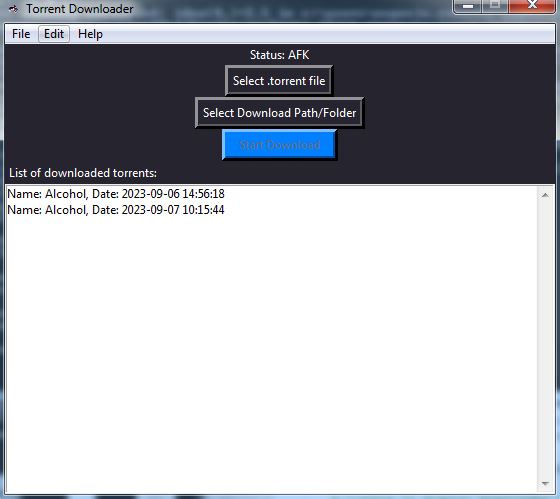 Torrent Downloader
File Edit Help
Status: AFK
Select .torrent file
Select Download Path/Folder
Start Download
List of downloaded torrents:
Name: Alcohol, Date: 2023-09-06 14:56:18
Name: Alcohol, Date: 2023-09-07 10:15:44